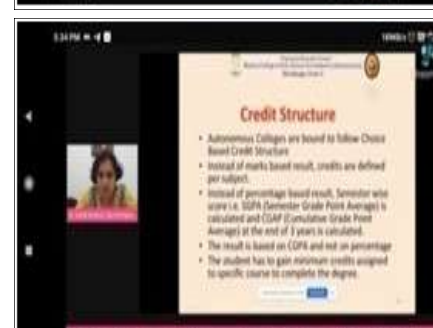 5:34 PM
Credit Structure
• Autonomous Colleges are bound to follow Choice
Based Credit Structure
• Instead of marks based result, credits are defined
per subject.
• Instead of percentage based result, Semester wise
score i.e. SGPA (Semester Grade Point Average) is
calculated and CGAP (Cumulative Grade Point
Average) at the end of 3 years is calculated.
• The result is based on CGPA and not on percentage
• The student has to gain minimum credits assigned
to specific course to complete the degree.